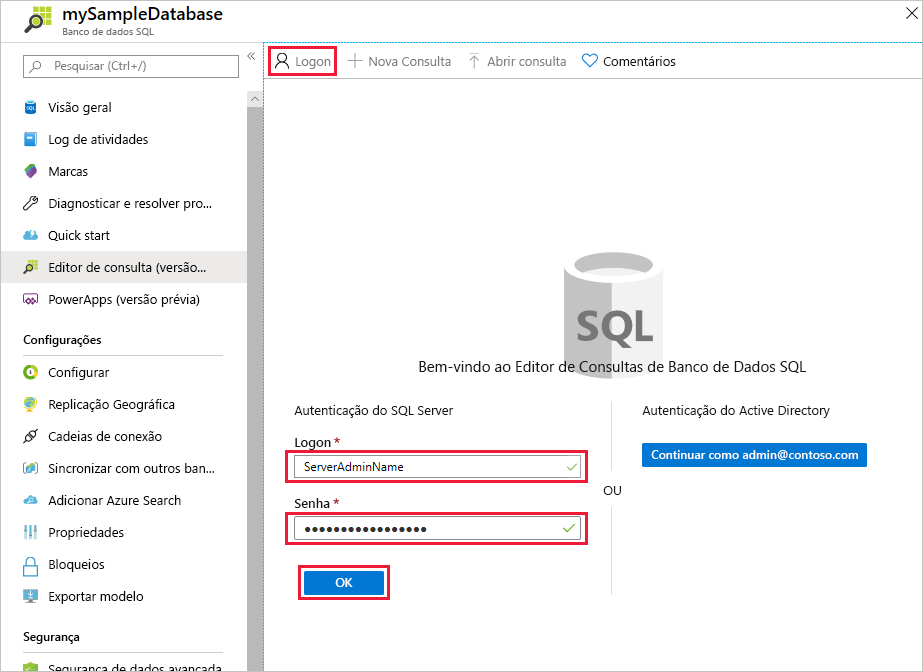 mySampleDatabase
Banco de dados SQL
Pesquisar (Ctrl+/)
Logon
Nova Consulta
Abrir consulta
Comentários
Visão geral
Log de atividades
Marcas
Diagnosticar e resolver pro...
Quick start
Editor de consulta (versão...
PowerApps (versão prévia)
Configurações
Configurar
Replicação Geográfica
Cadeias de conexão
Sincronizar com outros ban...
Adicionar Azure Search
Propriedades
Bloqueios
Exportar modelo
Segurança
Segurança de dados avançada
SQL
Bem-vindo ao Editor de Consultas de Banco de Dados SQL
Autenticação do SQL Server
Logon *
ServerAdminName
Senha *
●●●●●●●●●●●●●●●●●
OK
OU
Autenticação do Active Directory
Continuar como admin@contoso.com